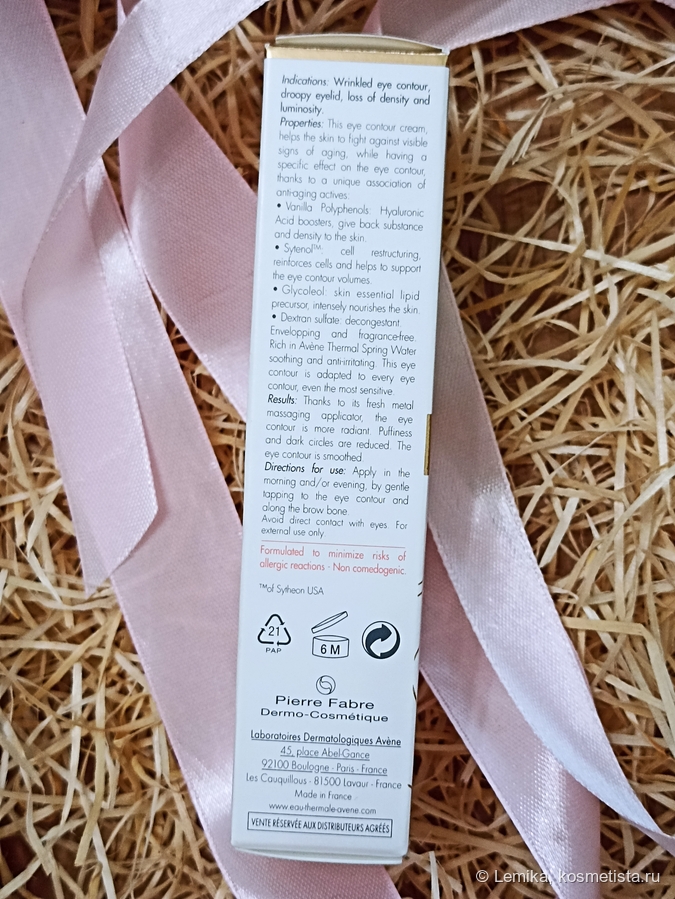 Indications: Wrinkled eye contour,
droopy eyelid, loss of density and
luminosity.
Properties: This eye contour cream,
helps the skin to fight against visible
signs of aging, while having a
specific effect on the eye contour,
thanks to a unique association of
anti-aging actives.
• Vanilla Polyphenols: Hyaluronic
Acid boosters, give back substance
and density to the skin.
• Sytenol™: cell restructuring,
reinforces cells and helps to support
the eye contour volumes.
• Glycoleol: skin essential lipid
precursor, intensely nourishes the skin.
• Dextran sulfate: decongestant.
Envelopping and fragrance-free.
Rich in Avène Thermal Spring Water
soothing and anti-irritating. This eye
contour is adapted to every eye
contour, even the most sensitive.
Results: Thanks to its fresh metal
massaging applicator, the eye
contour is more radiant. Puffiness
and dark circles are reduced. The
eye contour is smoothed.
Directions for use: Apply in the
morning and/or evening, by gentle
tapping to the eye contour and
along the brow bone.
Avoid direct contact with eyes. For
external use only.
Formulated to minimize risks of
allergic reactions - Non comedogenic.
™of Sytheon USA
21
PAP
6 M
Pierre Fabre
Dermo-Cosmétique
Laboratoires Dermatologiques Avène
45, place Abel-Gance
92100 Boulogne - Paris - France
Les Cauquillous - 81500 Lavaur - France
Made in France -
www.eau-thermale-avene.com
VENTE RÉSERVÉE AUX DISTRIBUTEURS AGRÉÉS
© Lemika, kosmetista.ru